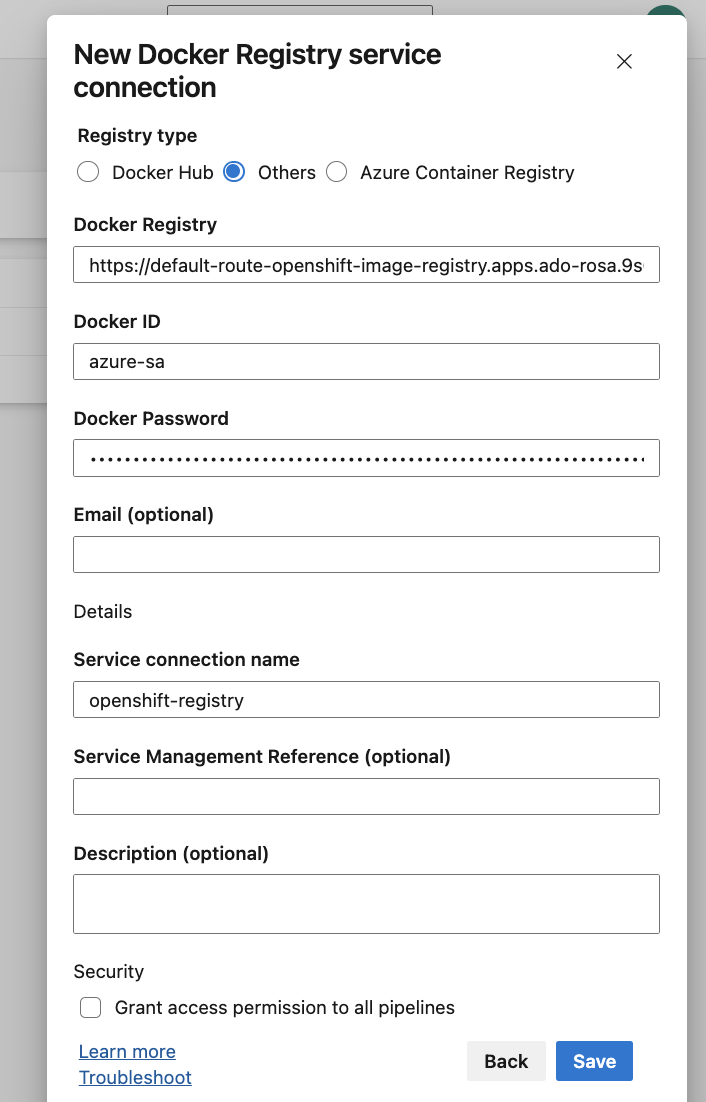 New Docker Registry service
connection
Registry type
Docker Hub Others Azure Container Registry
Docker Registry
https://default-route-openshift-image-registry.apps.ado-rosa.9s
Docker ID
azure-sa
Docker Password
Email (optional)
Details
Service connection name
openshift-registry
Service Management Reference (optional)
Description (optional)
Security
Grant access permission to all pipelines
Learn more
Troubleshoot
Back Save